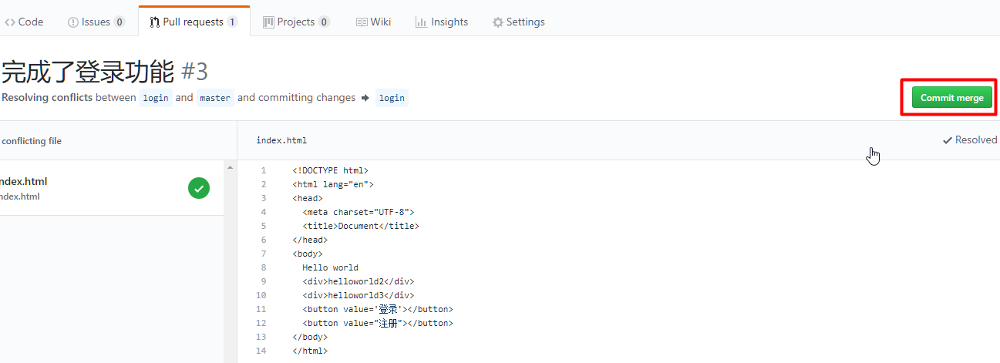 Code Issues 0 Pull requests 1 Projects 0 Wiki Insights Settings
完成了登录功能 #3
Resolving conflicts between login and master and committing changes → login
Commit merge
conflicting file
index.html
Resolved
ndex.html
ndex.html
1 <!DOCTYPE html>
2 <html lang="en">
3 <head>
4 <meta charset="UTF-8">
5 <title>Document</title>
6 </head>
7 <body>
8 Hello world
9 <div>helloworld2</div>
10 <div>helloworld3</div>
11 <button value='登录'></button>
12 <button value="注册"></button>
13 </body>
14 </html>